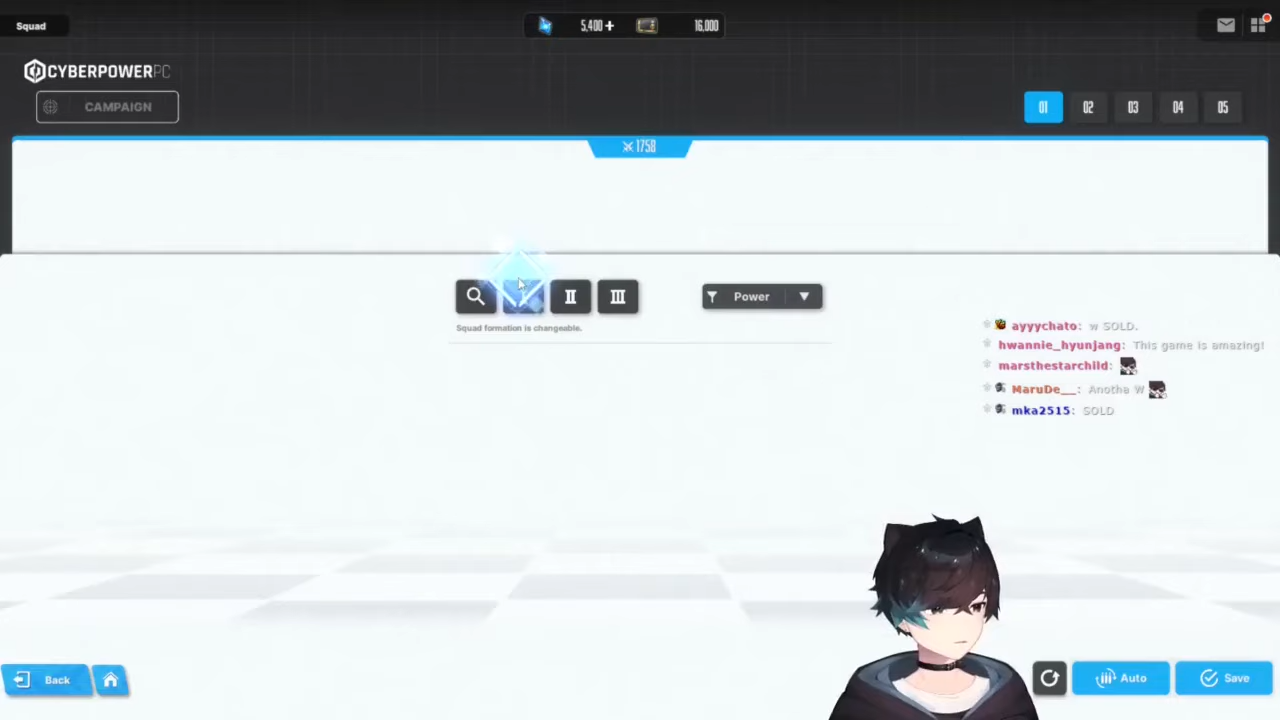 Squad
5,400 +
16,000
CYBERPOWERPC
CAMPAIGN
01
02
03
04
05
1758
II
III
Power
Squad formation is changeable.
ayyychato: w SOLD.
hwannie_hyunjang: This game is amazing!
marsthestarchild:
MaruDe__: Anotha W
mka2515: SOLD
Back
Auto
Save